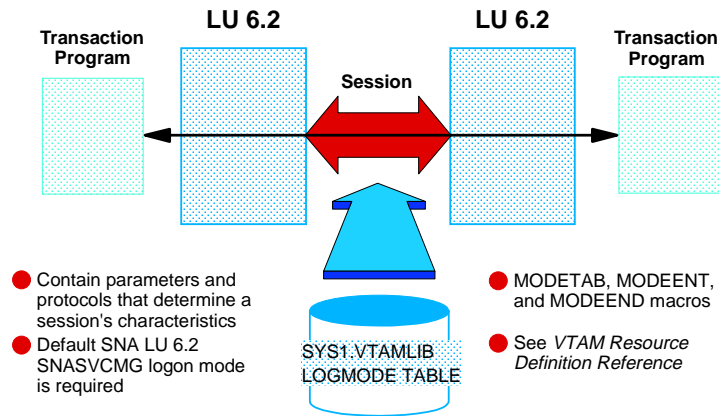 LU 6.2
LU 6.2
Transaction
Program
Session
Transaction
Program
Contain parameters and
protocols that determine a
session's characteristics
Default SNA LU 6.2
SNASVCMG logon mode
is required
SYS1.VTAMLIB
LOGMODE TABLE
MODETAB, MODEENT,
and MODEEND macros
See VTAM Resource
Definition Reference